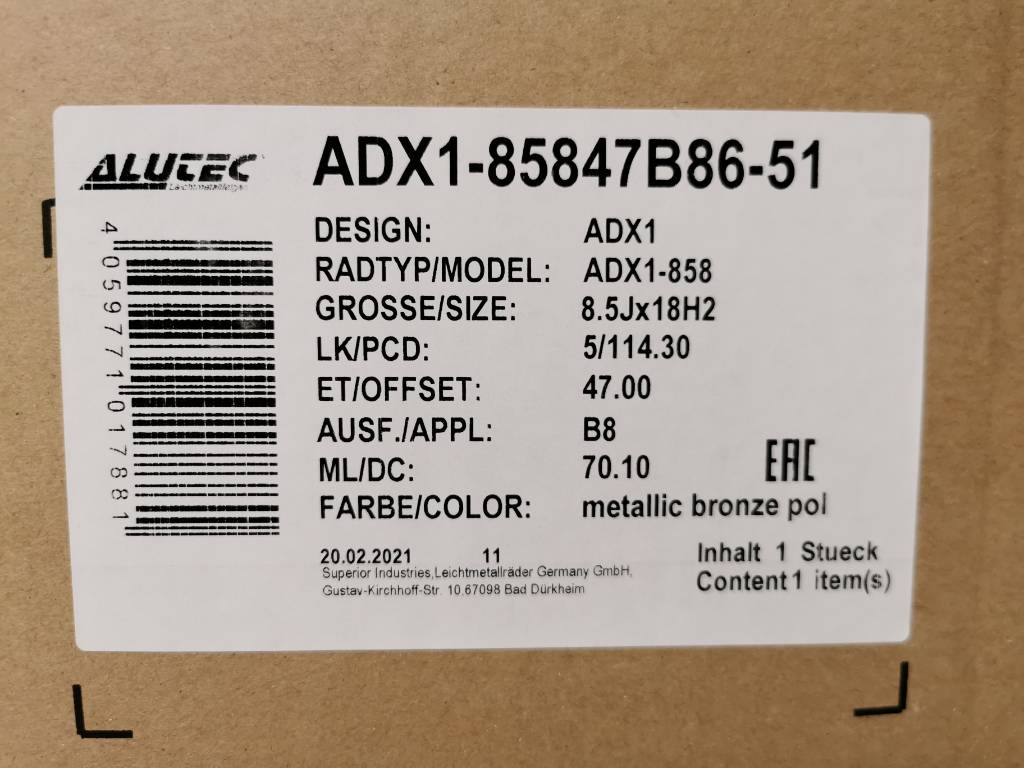 ALUTEC
Leichtmetallfelgen
ADX1-85847B86-51
4059771017881
DESIGN: ADX1
RADTYP/MODEL: ADX1-858
GROSSE/SIZE: 8.5Jx18H2
LK/PCD: 5/114.30
ET/OFFSET: 47.00
AUSF./APPL: B8
ML/DC: 70.10
EAC
FARBE/COLOR: metallic bronze pol
20.02.2021 11
Superior Industries,Leichtmetallräder Germany GmbH,
Gustav-Kirchhoff-Str. 10,67098 Bad Dürkheim
Inhalt 1 Stueck
Content 1 item(s)